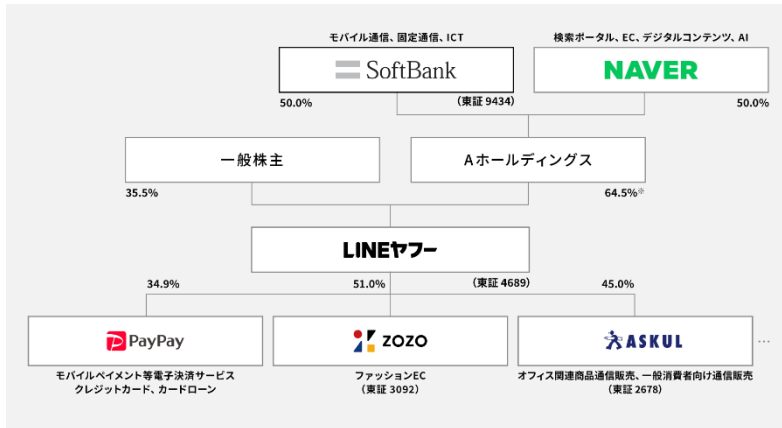 モバイル通信、固定通信、ICT
検索ポータル、EC、デジタルコンテンツ、AI
SoftBank
NAVER
50.0%
（東証 9434）
50.0%
一般株主
Aホールディングス
35.5%
64.5%※
LINEヤフー
34.9%
51.0%
（東証 4689）
45.0%
PayPay
ZOZO
ASKUL
…
モバイルペイメント等電子決済サービス
クレジットカード、カードローン
ファッションEC
（東証 3092）
オフィス関連商品通信販売、一般消費者向け通信販売
（東証 2678）